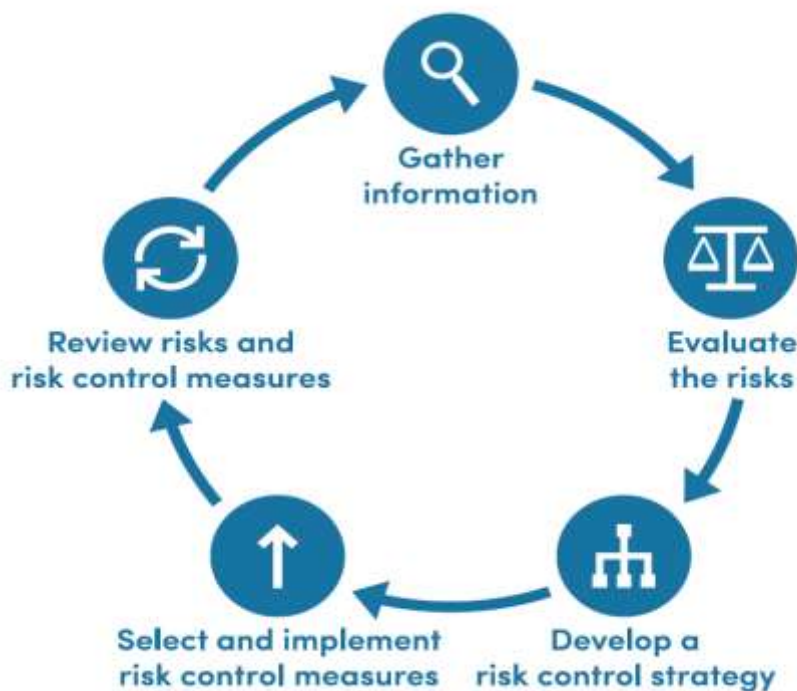 Gather
information
Evaluate
the risks
Develop a
risk control strategy
Select and implement
risk control measures
Review risks and
risk control measures